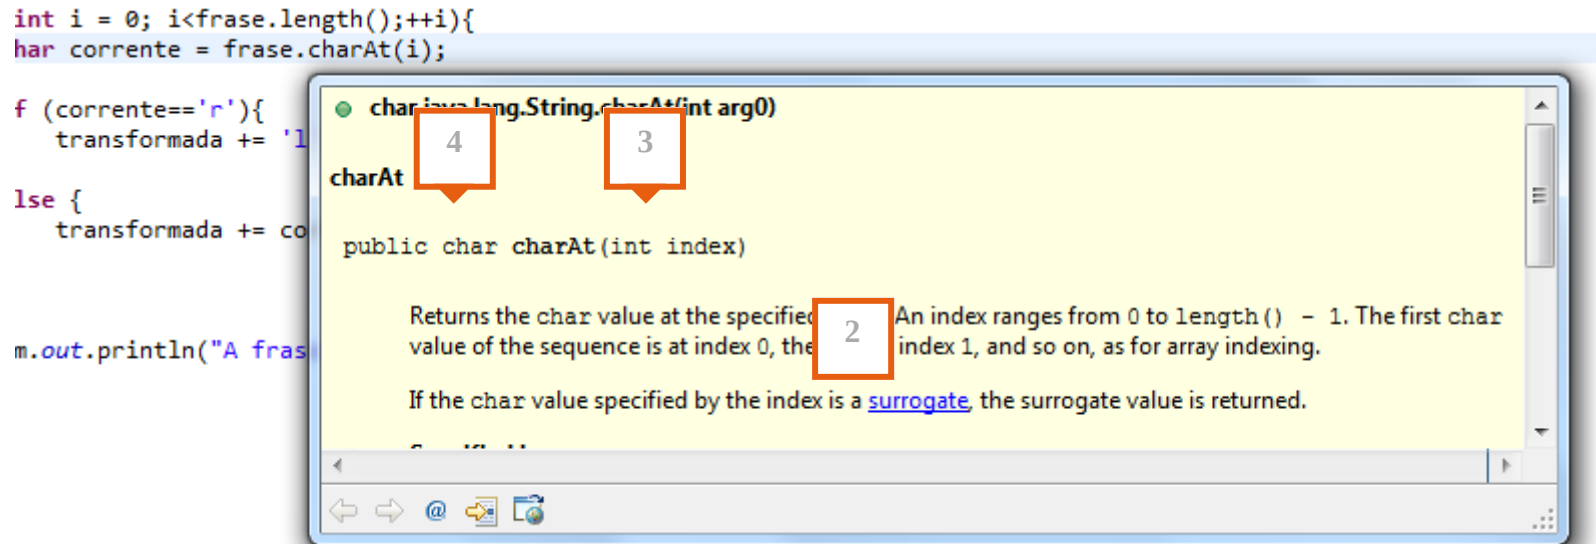 int i = 0; i<frase.length();++i){
har corrente = frase.charAt(i);
f (corrente=='r'){
transformada += 'l
lse {
transformada += co
m.out.println("A fras
char java.lang.String.charAt(int arg0)
4
3
charAt
public char charAt(int index)
Returns the char value at the specified An index ranges from 0 to length() - 1. The first char
2
value of the sequence is at index 0, the index 1, and so on, as for array indexing.
If the char value specified by the index is a surrogate, the surrogate value is returned.
@